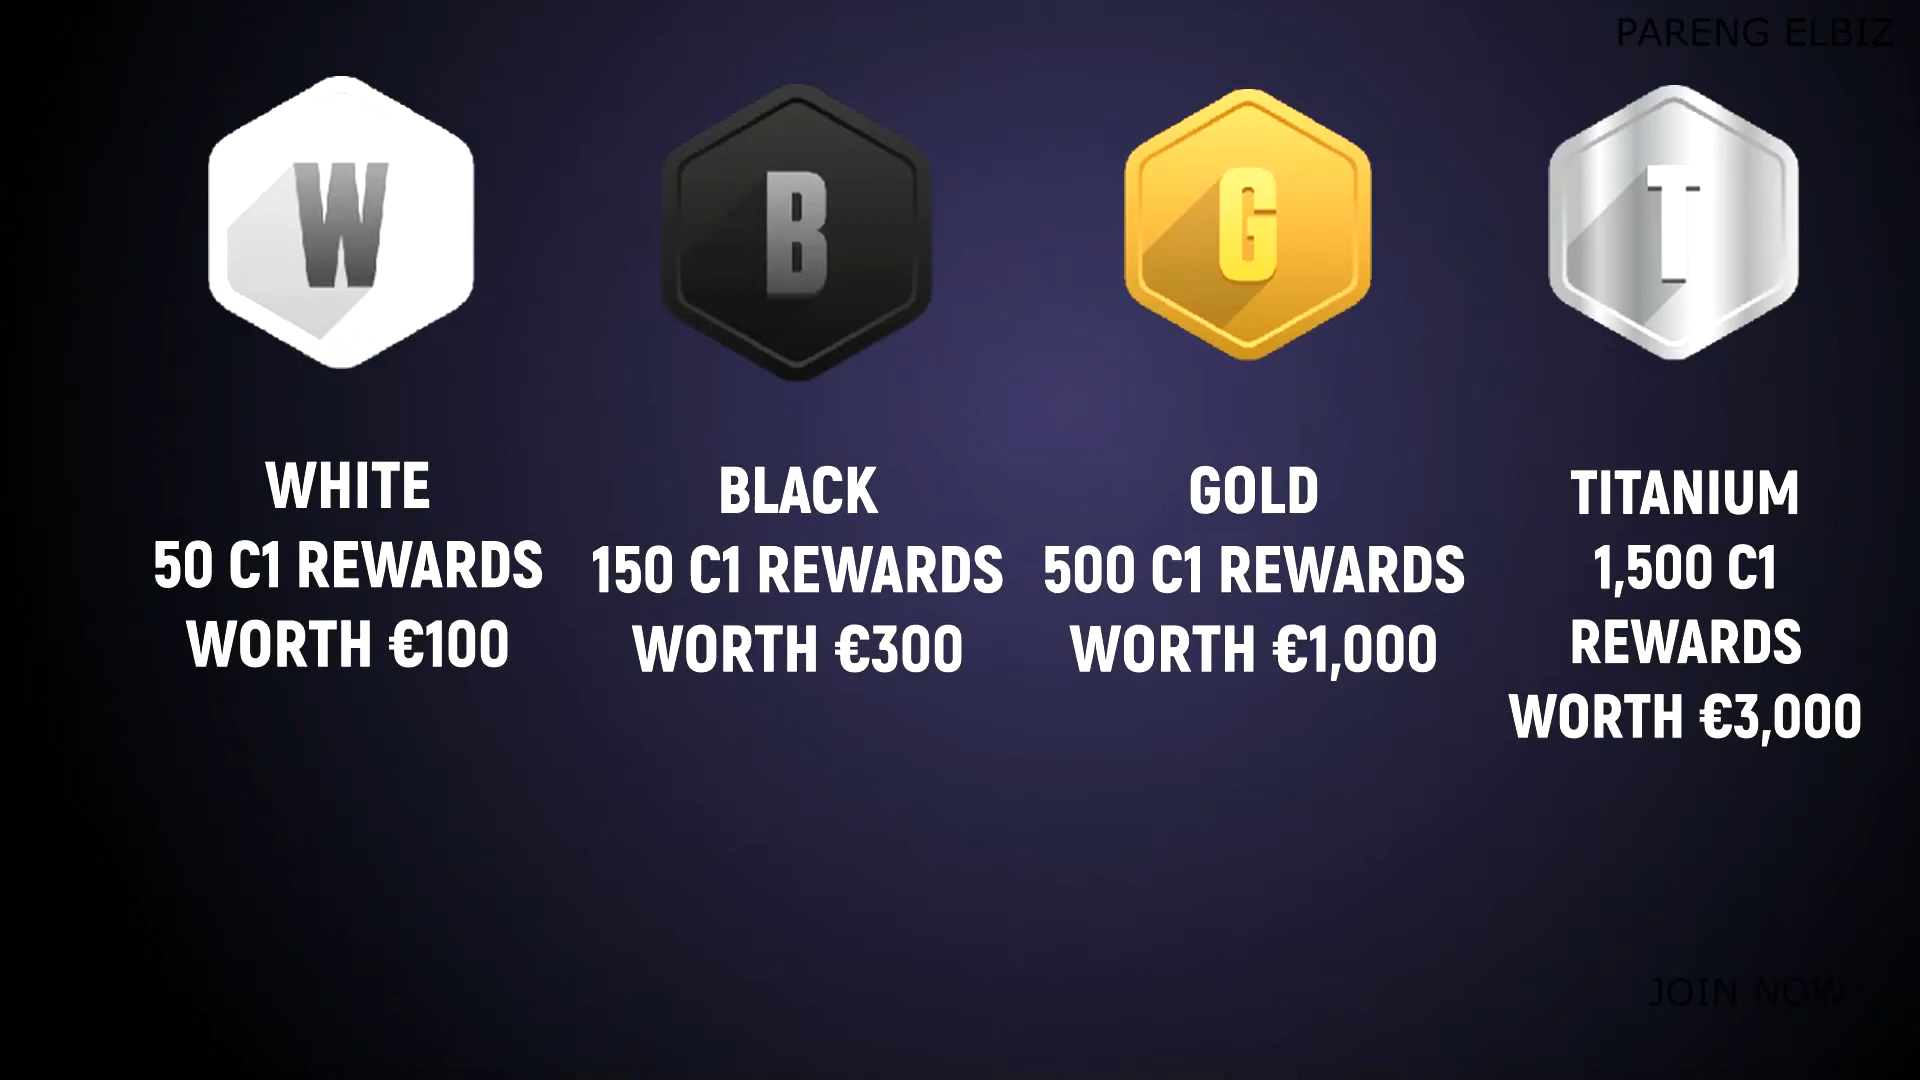 PARENG ELBIZ
W
B
G
T
WHITE
50 C1 REWARDS
WORTH €100
BLACK
150 C1 REWARDS
WORTH €300
GOLD
500 C1 REWARDS
WORTH €1,000
TITANIUM
1,500 C1
REWARDS
WORTH €3,000
JOIN NOW